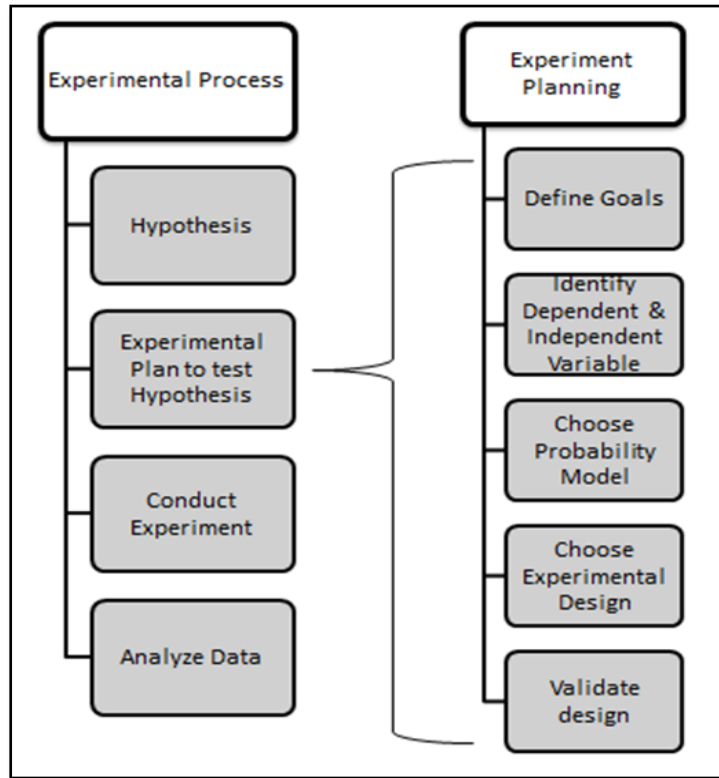 Experimental Process
Hypothesis
Experimental
Plan to test
Hypothesis
Conduct
Experiment
Analyze Data
Experiment
Planning
Define Goals
Identify
Dependent &
Independent
Variable
Choose
Probability
Model
Choose
Experimental
Design
Validate
design